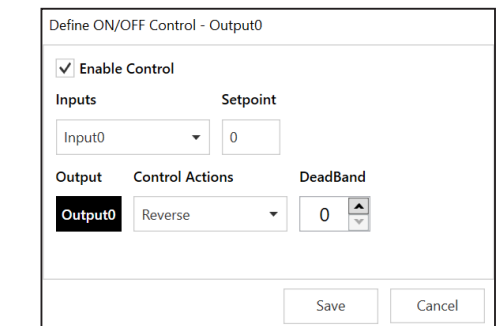 Define ON/OFF Control - Output0
Enable Control
Inputs Setpoint
Input0 0
Output Control Actions DeadBand
Output0 Reverse 0
Save Cancel